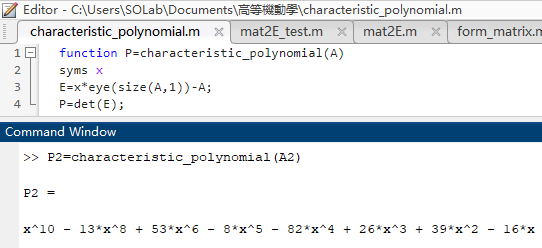 Editor - C:\Users\SOLab\Documents\高等機動學\characteristic_polynomial.m
characteristic_polynomial.m × mat2E_test.m × mat2E.m × form_matrix.m
1 function P=characteristic_polynomial(A)
2 syms x
3 E=x*eye(size(A,1))-A;
4 P=det(E);
Command Window
>> P2=characteristic_polynomial(A2)
P2 =
x^10 - 13*x^8 + 53*x^6 - 8*x^5 - 82*x^4 + 26*x^3 + 39*x^2 - 16*x